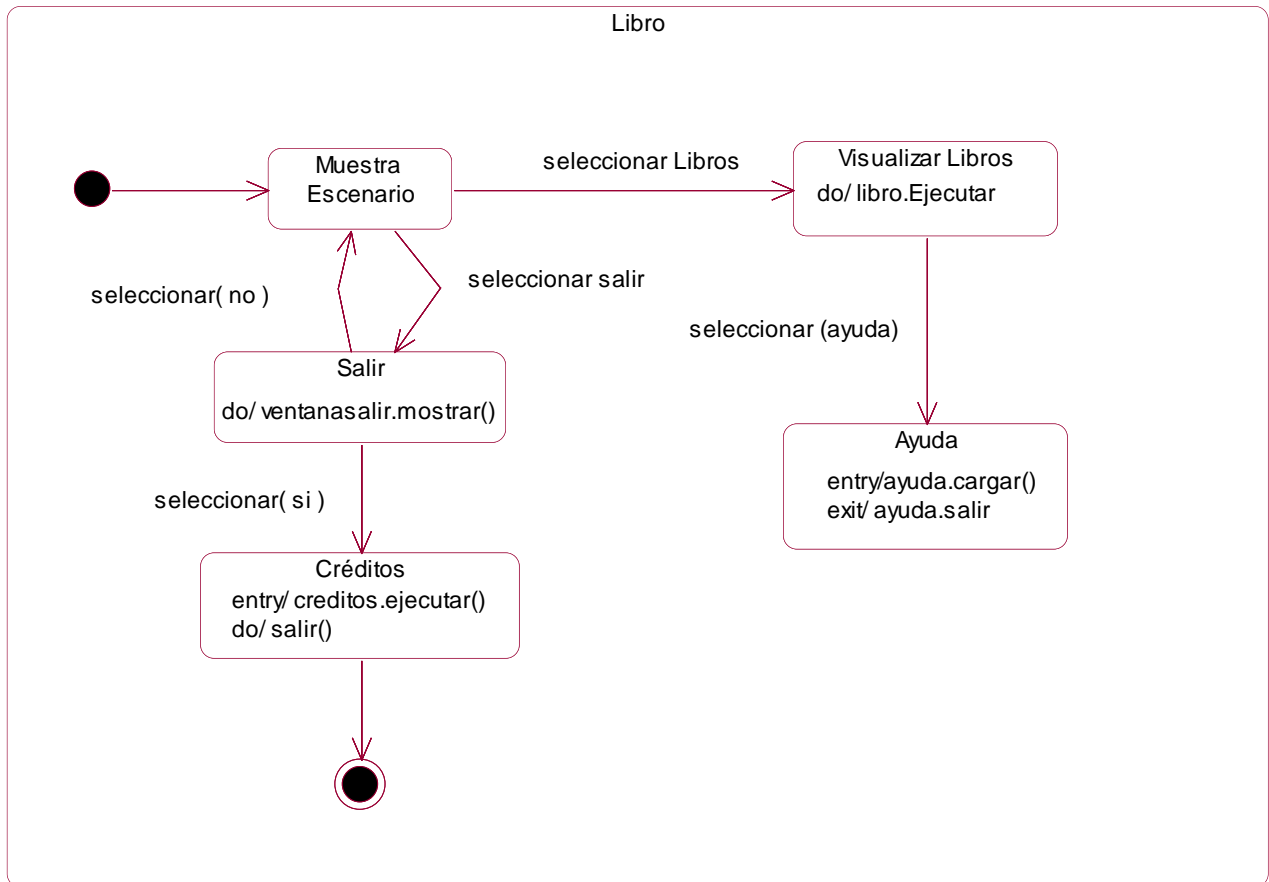 Libro
Muestra
Escenario
seleccionar Libros
Visualizar Libros
do/ libro.Ejecutar
seleccionar( no )
seleccionar salir
seleccionar (ayuda)
Salir
do/ ventanasalir.mostrar()
Ayuda
entry/ayuda.cargar()
exit/ ayuda.salir
seleccionar( si )
Créditos
entry/ creditos.ejecutar()
do/ salir()